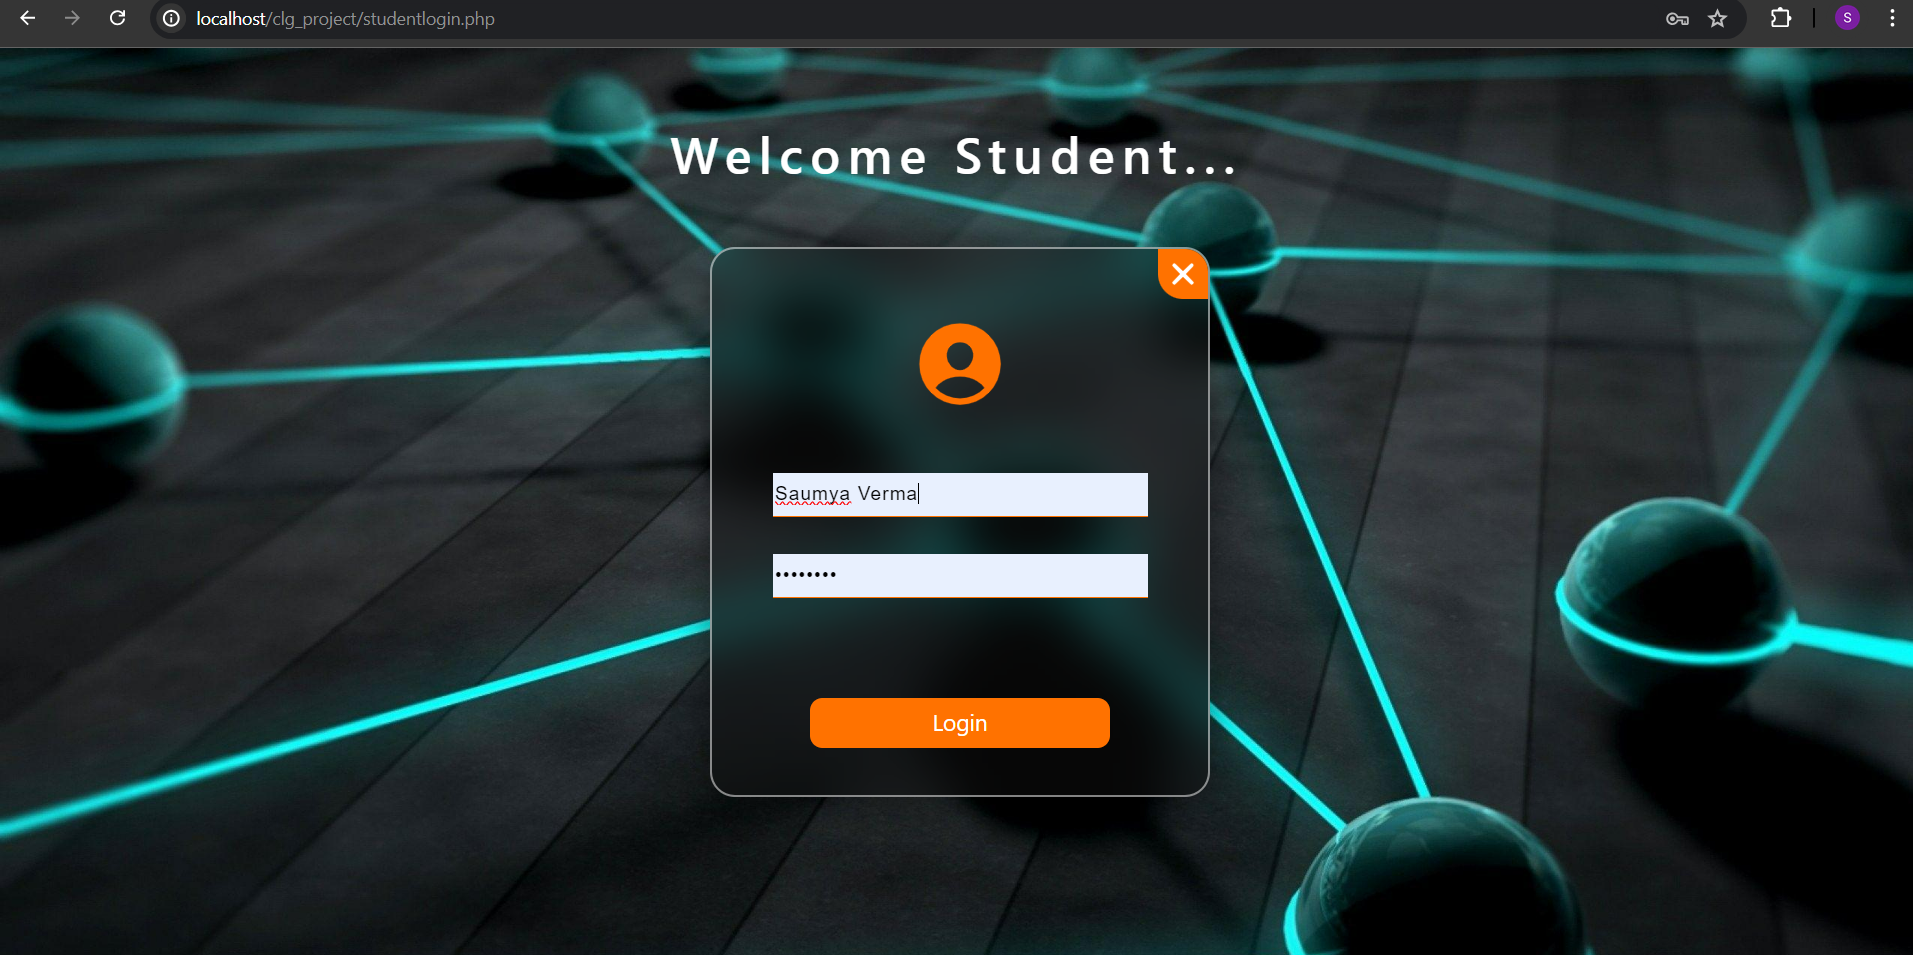 localhost/clg_project/studentlogin.php
S
Welcome Student...
Saumya Verma
••••••••
Login